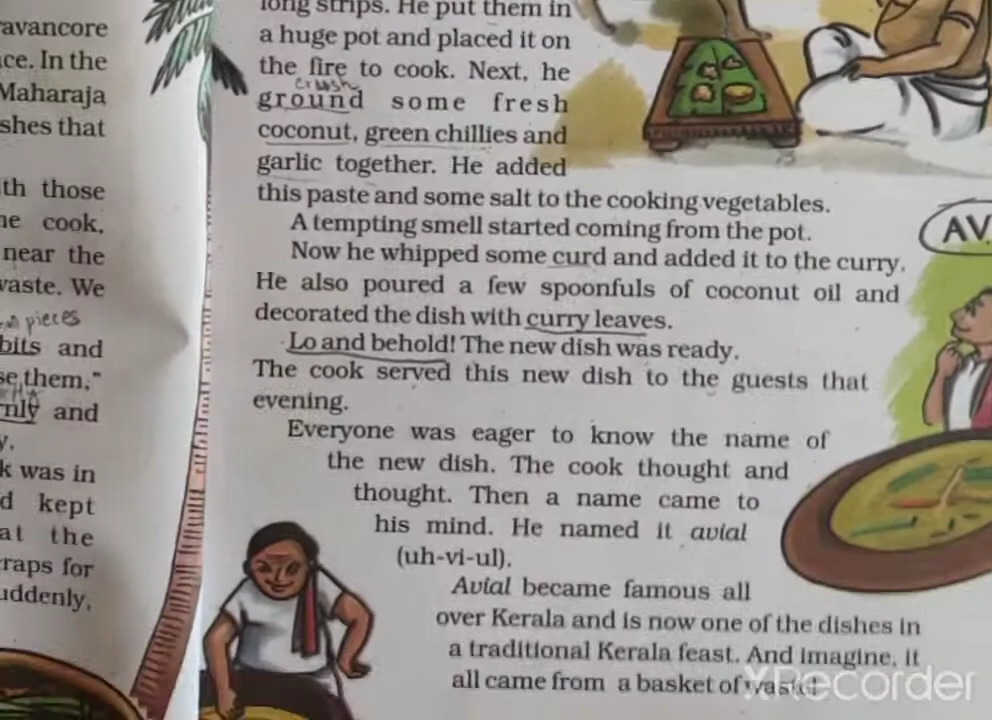 avancore
ce. In the
Maharaja
shes that
th those
e cook,
near the
waste. We
pieces
bits and
se them,"
nly and
y.
k was in
d kept
at the
raps for
uddenly,
long strips. He put them in
a huge pot and placed it on
the fire to cook. Next, he
crush
ground some fresh
coconut, green chillies and
garlic together. He added
this paste and some salt to the cooking vegetables.
A tempting smell started coming from the pot.
Now he whipped some curd and added it to the curry.
He also poured a few spoonfuls of coconut oil and
decorated the dish with curry leaves.
Lo and behold! The new dish was ready.
The cook served this new dish to the guests that
evening.
Everyone was eager to know the name of
the new dish. The cook thought and
thought. Then a name came to
his mind. He named it avial
(uh-vi-ul).
Avial became famous all
over Kerala and is now one of the dishes in
a traditional Kerala feast. And imagine, it
all came from a basket of waste!
AV
XRecorder